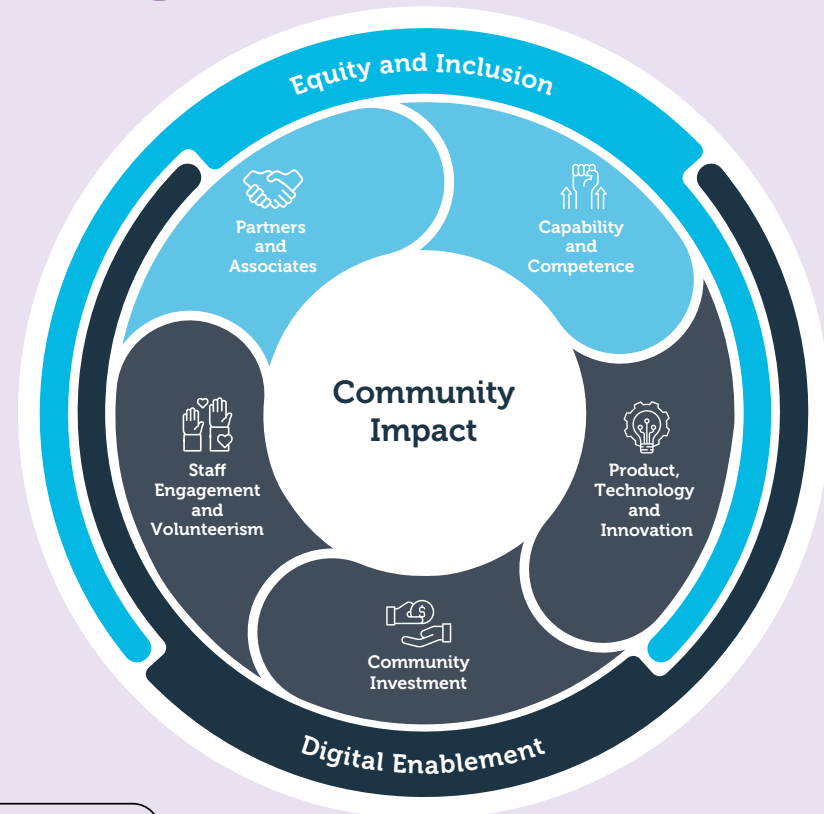 Equity and Inclusion
Partners
and
Associates
Capability
and
Competence
Community
Impact
Staff
Engagement
and
Volunteerism
Product,
Technology
and
Innovation
Community
Investment
Digital Enablement